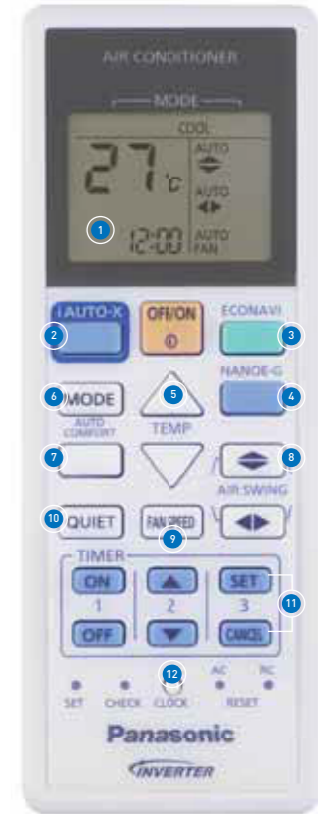 AIR CONDITIONER
MODE
COOL
27 °C
AUTO
AUTO
1
12:00
AUTO
FAN
iAUTO-X
OFF/ON
ECONAVI
2
3
NANOE-G
6
MODE
5
4
AUTO
COMFORT
TEMP
7
8
AIR SWING
10
QUIET
FAN SPEED
9
TIMER
ON
SET
1
2
3
11
OFF
CANCEL
12
AC
RC
SET
CHECK
CLOCK
RESET
Panasonic
INVERTER